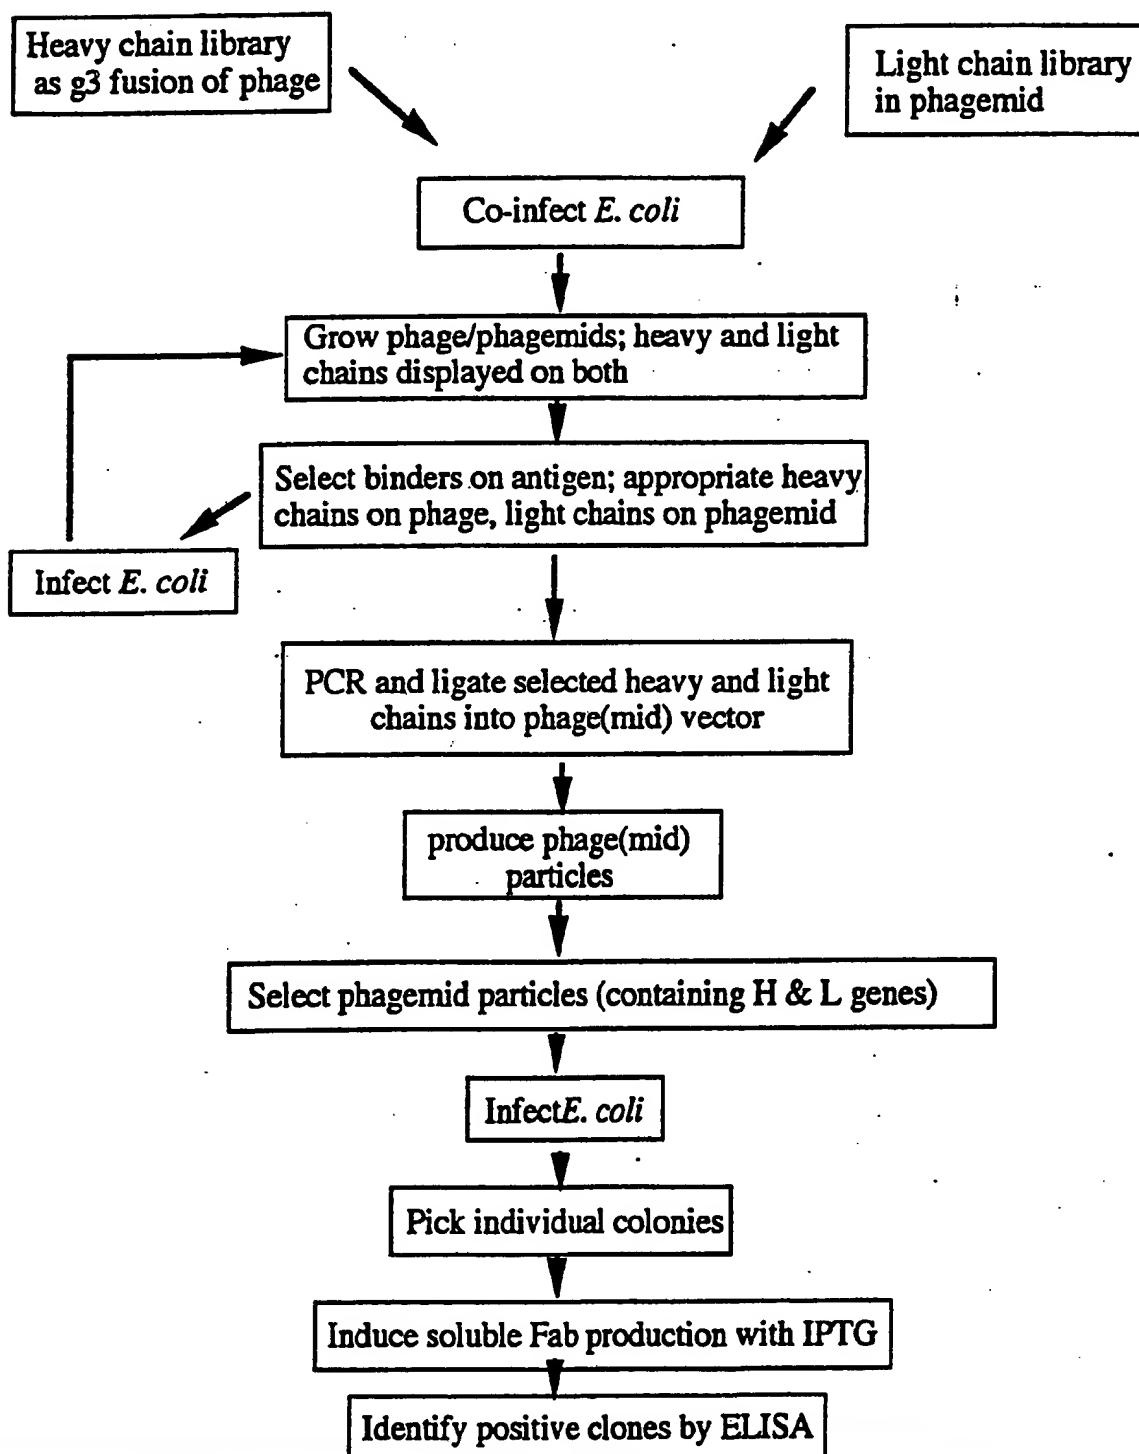 Heavy chain library
as g3 fusion of phage
Light chain library
in phagemid
Co-infect E. coli
Grow phage/phagemids; heavy and light
chains displayed on both
Select binders on antigen; appropriate heavy
chains on phage, light chains on phagemid
Infect E. coli
PCR and ligate selected heavy and light
chains into phage(mid) vector
produce phage(mid)
particles
Select phagemid particles (containing H & L genes)
InfectE. coli
Pick individual colonies
Induce soluble Fab production with IPTG
Identify positive clones by ELISA